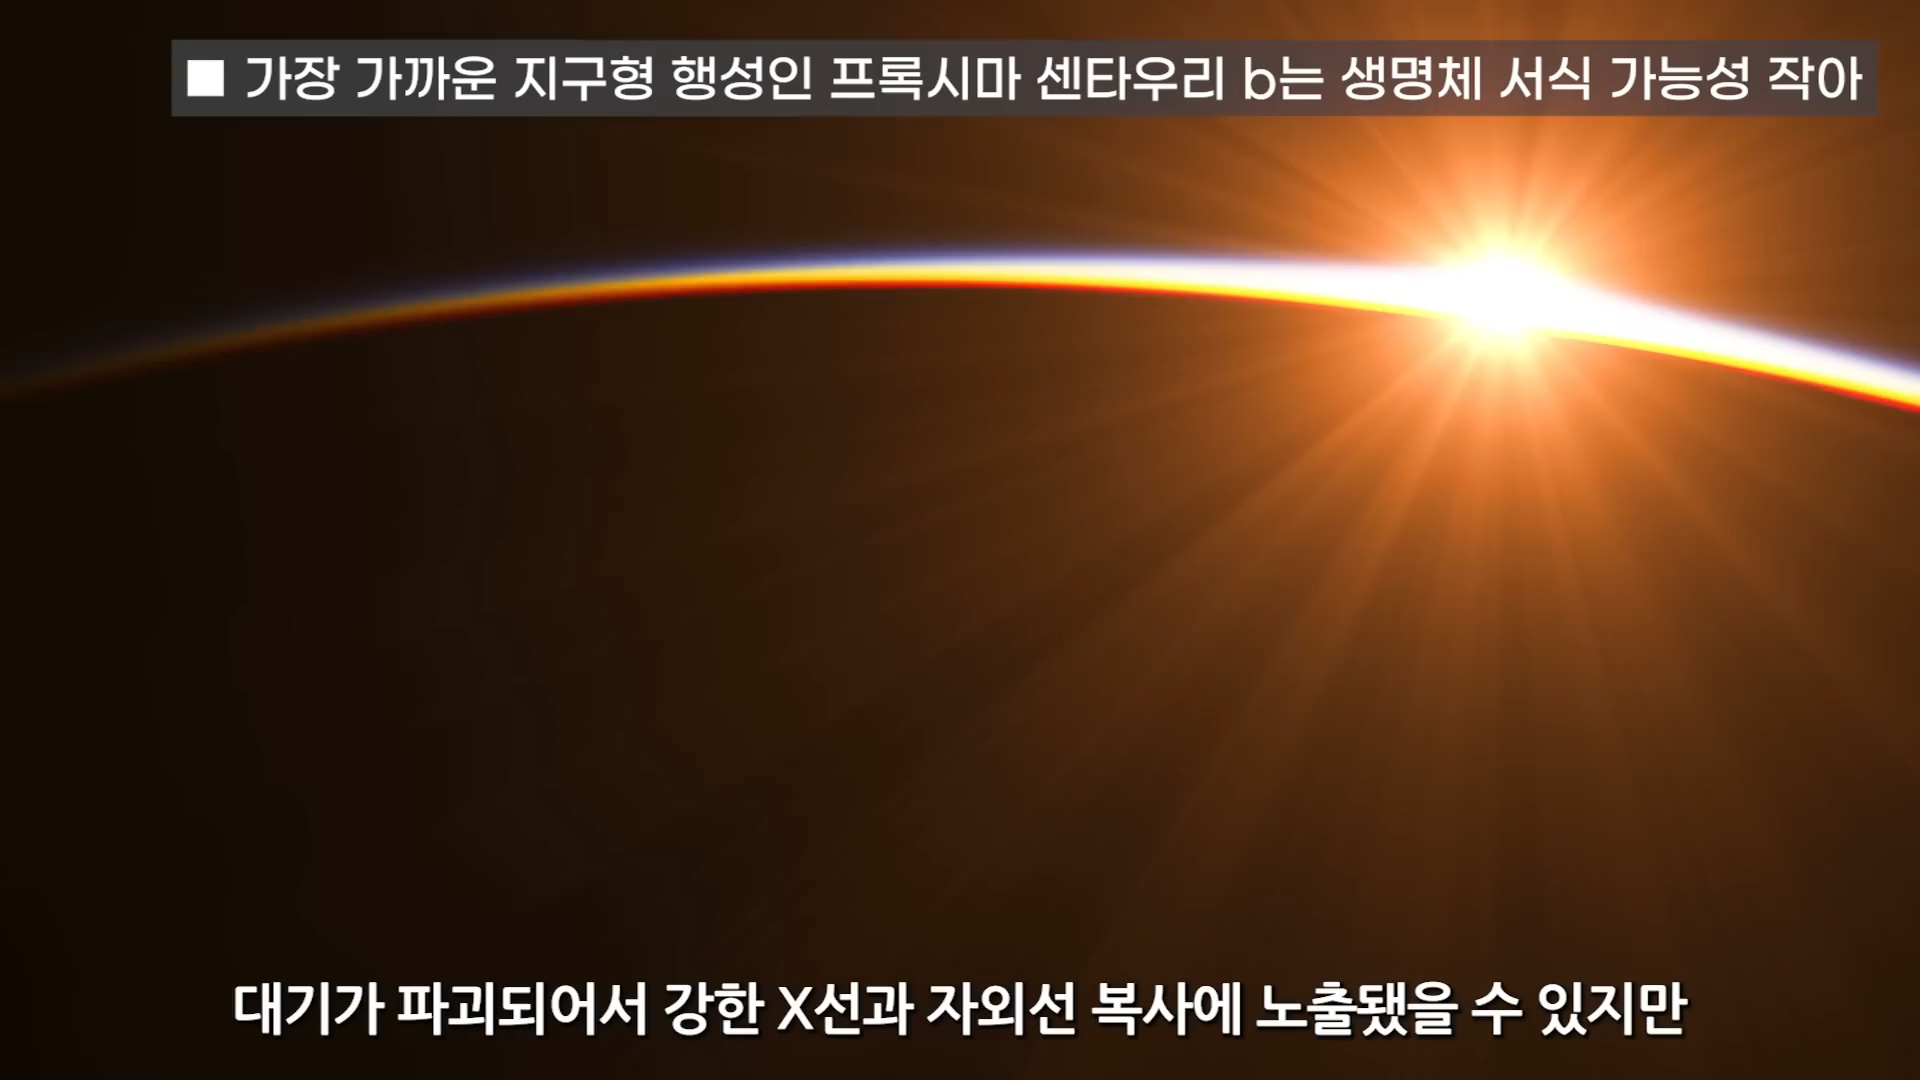 ■ 가장 가까운 지구형 행성인 프록시마 센타우리 b는 생명체 서식 가능성 작아
대기가 파괴되어서 강한 X선과 자외선 복사에 노출됐을 수 있지만